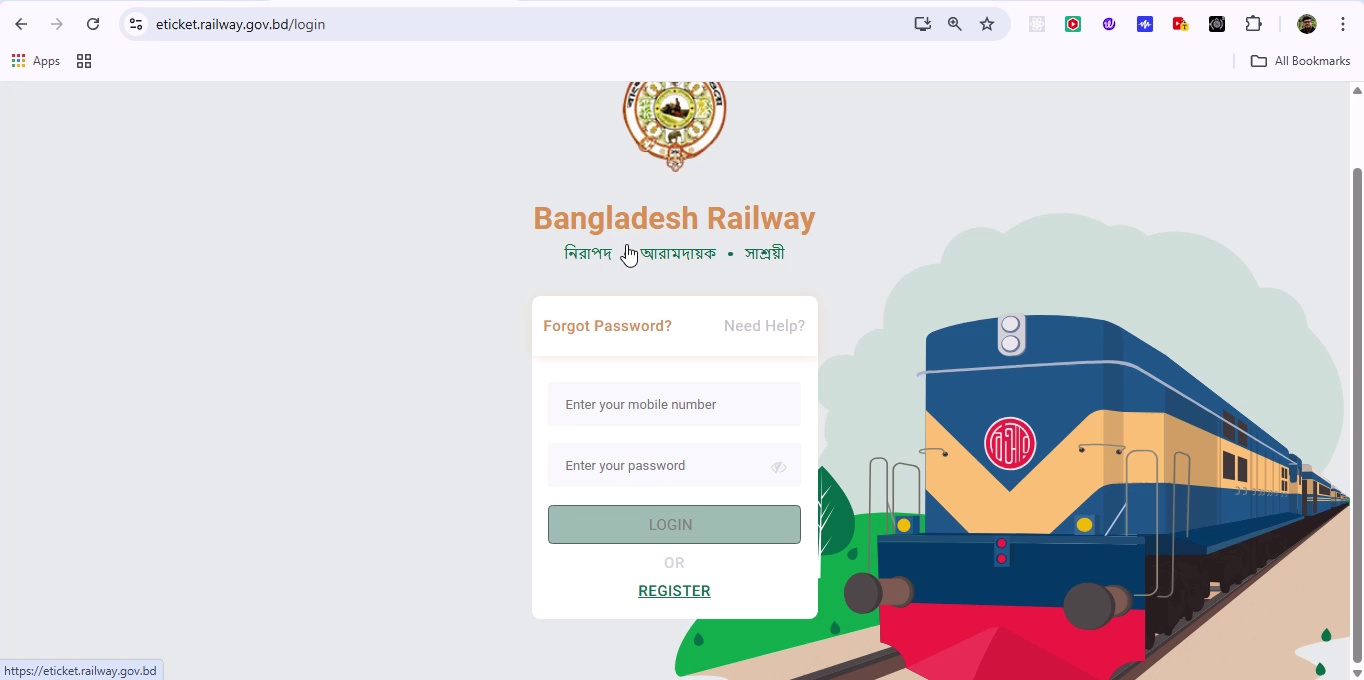 eticket.railway.gov.bd/login
Apps
All Bookmarks
Bangladesh Railway
নিরাপদ আরামদায়ক • সাশ্রয়ী
Forgot Password? Need Help?
Enter your mobile number
Enter your password
LOGIN
OR
REGISTER
https://eticket.railway.gov.bd